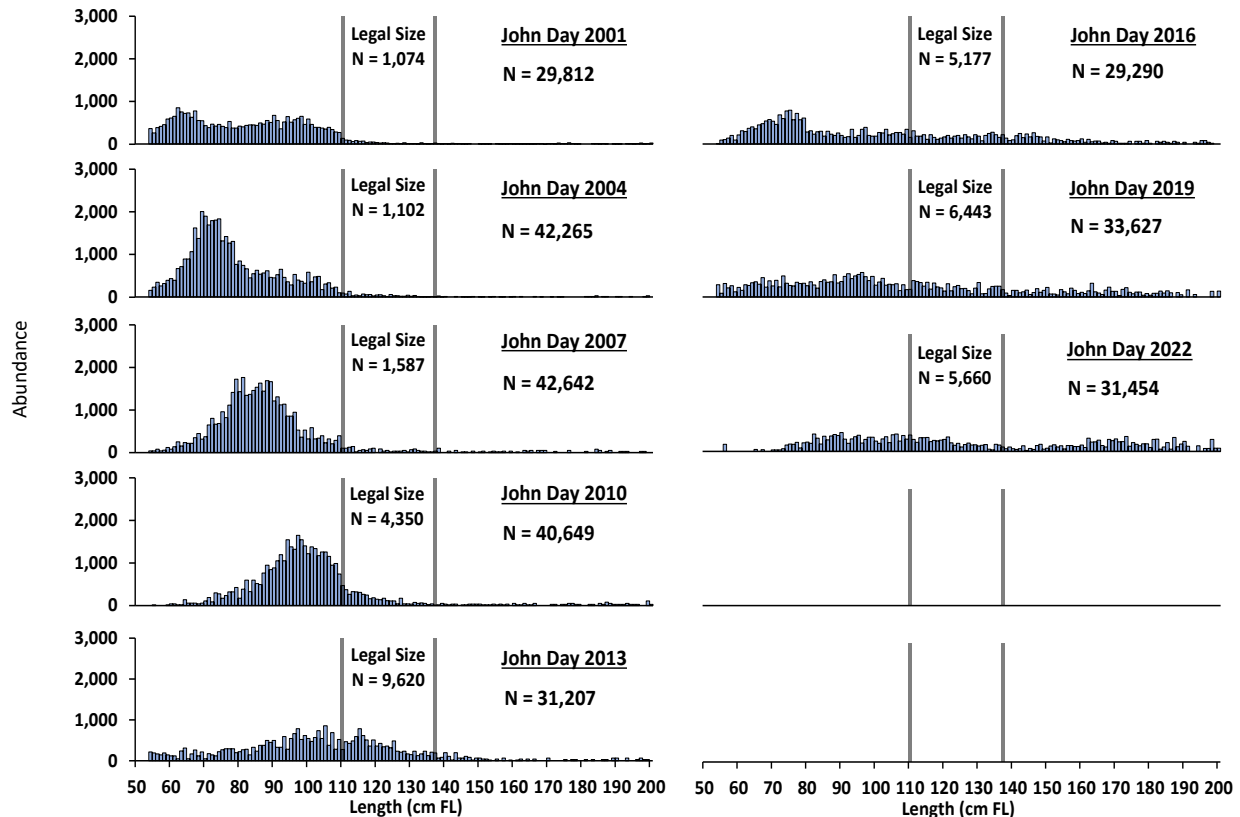 Abundance
3,000
2,000
1,000
0
Legal Size
N = 1,074
John Day 2001
N = 29,812
3,000
2,000
1,000
0
Legal Size
N = 1,102
John Day 2004
N = 42,265
3,000
2,000
1,000
0
Legal Size
N = 1,587
John Day 2007
N = 42,642
3,000
2,000
1,000
0
Legal Size
N = 4,350
John Day 2010
N = 40,649
3,000
2,000
1,000
0
Legal Size
N = 9,620
John Day 2013
N = 31,207
50 60 70 80 90 100 110 120 130 140 150 160 170 180 190 200
Length (cm FL)
Legal Size
N = 5,177
John Day 2016
N = 29,290
Legal Size
N = 6,443
John Day 2019
N = 33,627
Legal Size
N = 5,660
John Day 2022
N = 31,454
50 60 70 80 90 100 110 120 130 140 150 160 170 180 190 200
Length (cm FL)